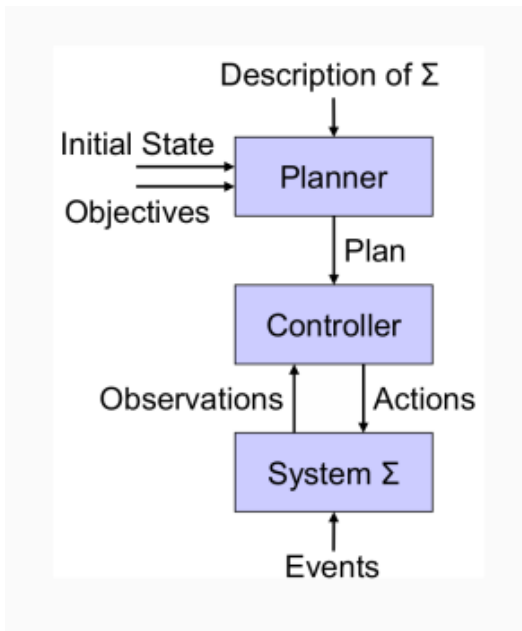 Description of Σ
Initial State
Planner
Objectives
Plan
Controller
Observations
Actions
System Σ
Events